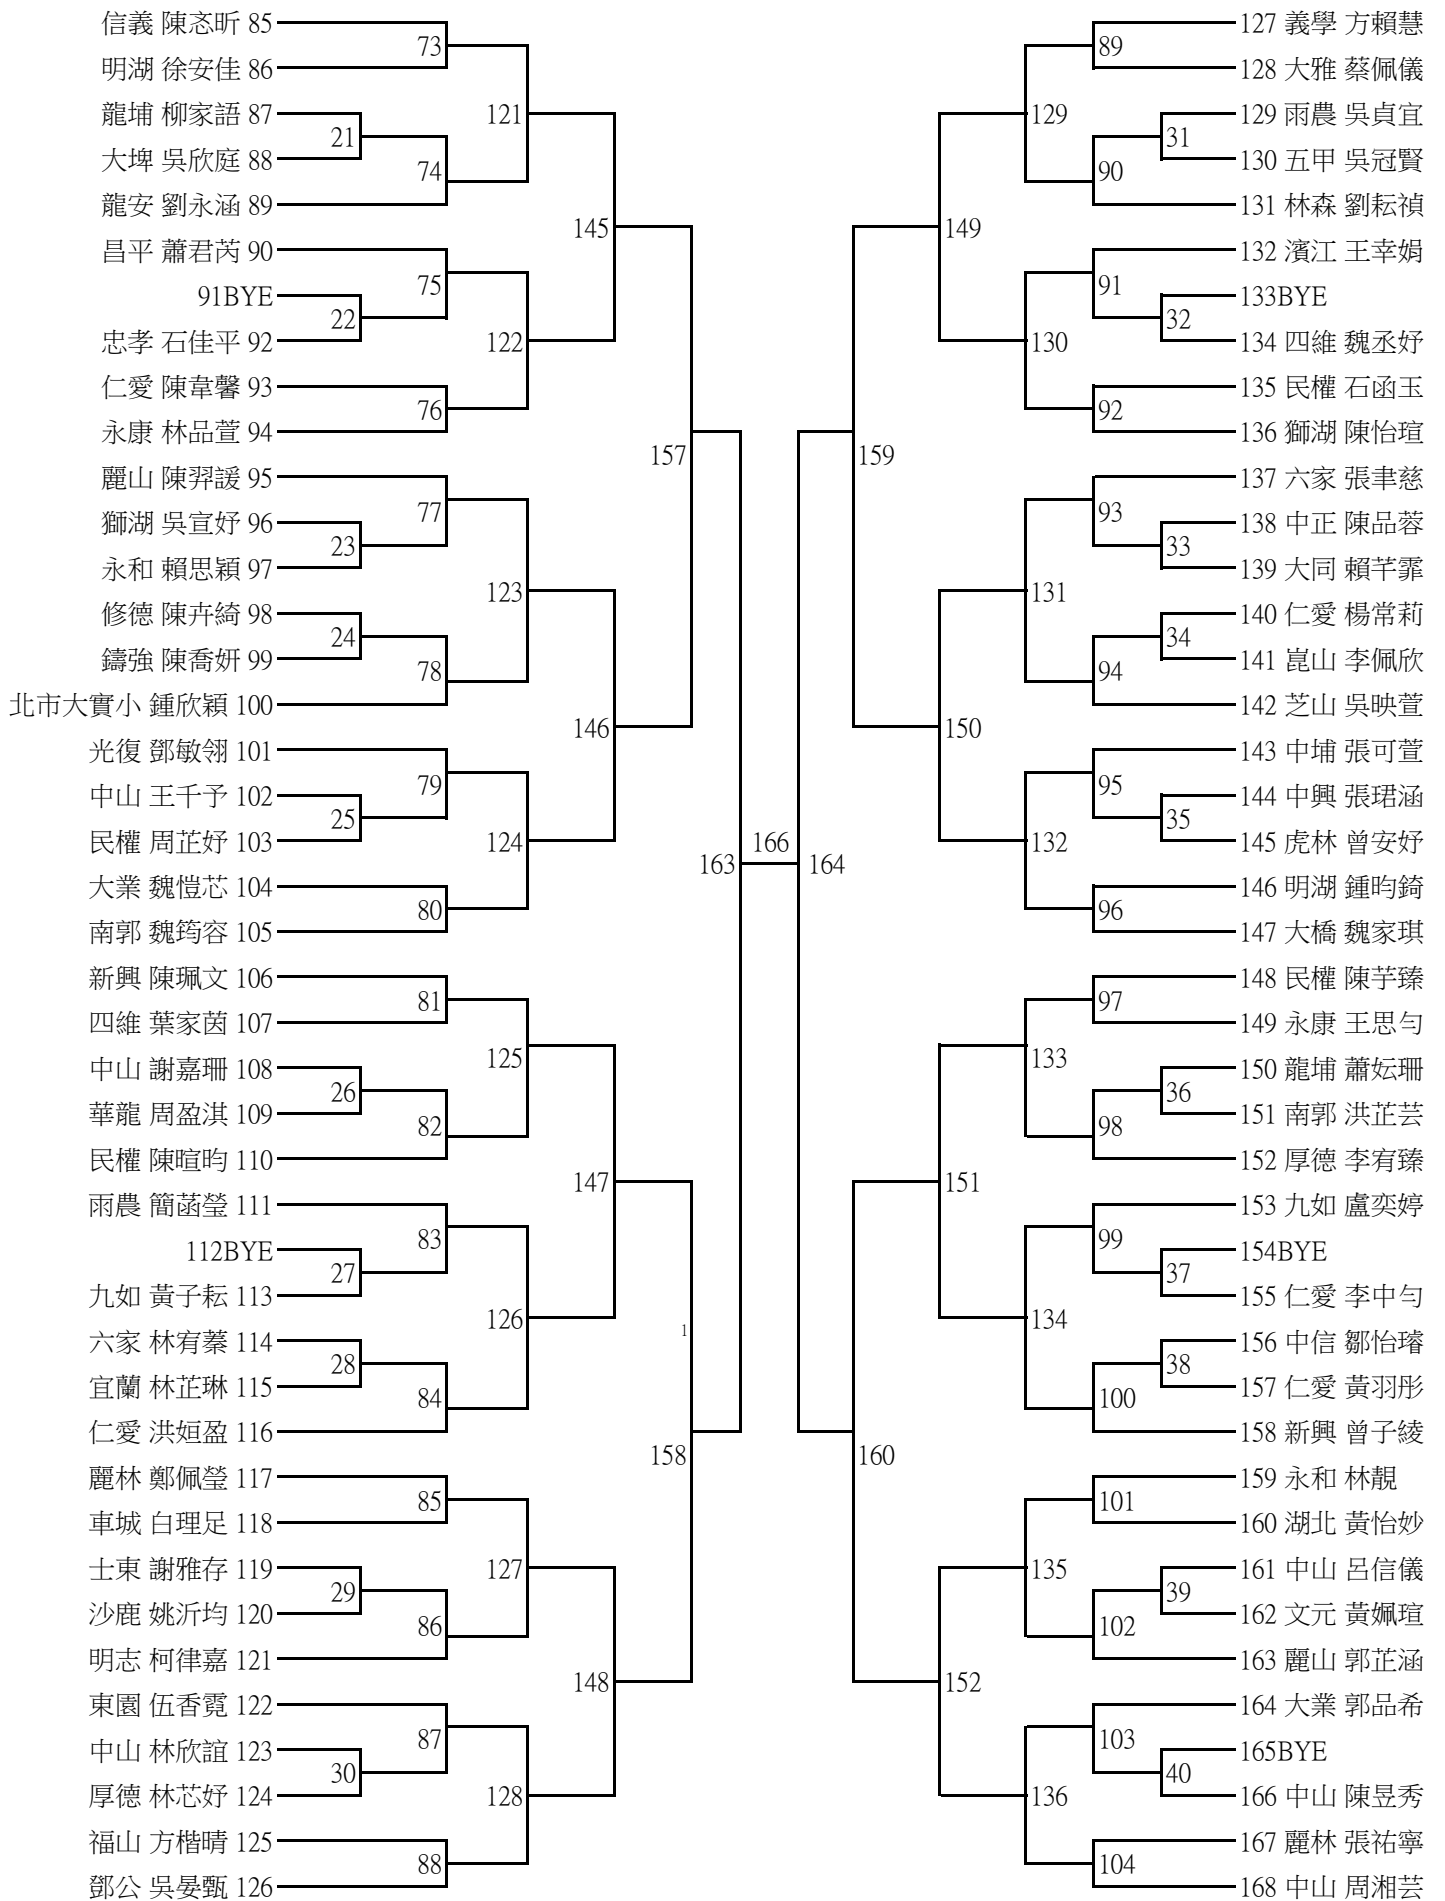 信義 陳忞昕 85
73
明湖 徐安佳 86
121
龍埔 柳家語 87
21
大埤 吳欣庭 88
74
龍安 劉永涵 89
145
昌平 蕭君芮 90
75
91BYE
22
忠孝 石佳平 92
122
仁愛 陳韋馨 93
76
永康 林品萱 94
157
麗山 陳羿諼 95
77
獅湖 吳宣妤 96
23
永和 賴思穎 97
123
修德 陳卉綺 98
24
鑄強 陳喬妍 99
78
北市大實小 鍾欣穎 100
146
光復 鄧敏翎 101
79
中山 王千予 102
25
民權 周芷妤 103
124
大業 魏愷芯 104
80
南郭 魏筠容 105
163
166
164
新興 陳珮文 106
81
四維 葉家茵 107
125
中山 謝嘉珊 108
26
華龍 周盈淇 109
82
民權 陳暄昀 110
147
雨農 簡菡瑩 111
83
112BYE
27
九如 黃子耘 113
126
1
六家 林宥蓁 114
28
宜蘭 林芷琳 115
84
仁愛 洪姮盈 116
158
麗林 鄭佩瑩 117
85
車城 白理足 118
127
士東 謝雅存 119
29
沙鹿 姚沂均 120
86
明志 柯律嘉 121
148
東園 伍香霓 122
87
中山 林欣誼 123
30
厚德 林芯妤 124
128
福山 方楷晴 125
88
鄧公 吳晏甄 126
127 義學 方賴慧
89
128 大雅 蔡佩儀
129
129 雨農 吳貞宜
31
130 五甲 吳冠賢
90
131 林森 劉耘禎
149
132 濱江 王幸娟
91
133BYE
32
134 四維 魏丞妤
130
135 民權 石函玉
92
136 獅湖 陳怡瑄
159
137 六家 張聿慈
93
138 中正 陳品蓉
33
139 大同 賴芊霏
131
140 仁愛 楊常莉
34
141 崑山 李佩欣
94
142 芝山 吳映萱
150
143 中埔 張可萱
95
144 中興 張珺涵
35
145 虎林 曾安妤
132
146 明湖 鍾昀錡
96
147 大橋 魏家琪
148 民權 陳芋臻
97
149 永康 王思勻
133
150 龍埔 蕭妘珊
36
151 南郭 洪芷芸
98
152 厚德 李宥臻
151
153 九如 盧奕婷
99
154BYE
37
155 仁愛 李中勻
134
156 中信 鄒怡璿
38
157 仁愛 黃羽彤
100
158 新興 曾子綾
160
159 永和 林靚
101
160 湖北 黃怡妙
135
161 中山 呂信儀
39
162 文元 黃姵瑄
102
163 麗山 郭芷涵
152
164 大業 郭品希
103
165BYE
40
166 中山 陳昱秀
136
167 麗林 張祐寧
104
168 中山 周湘芸